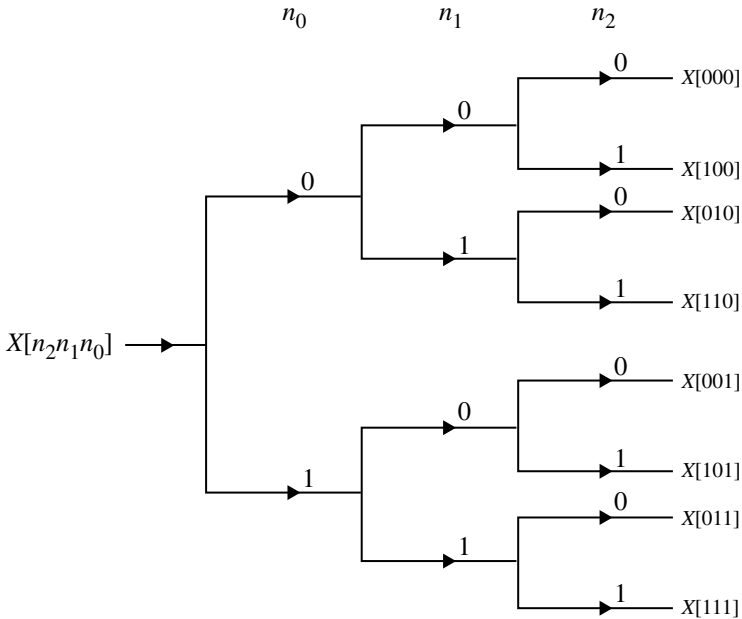 n₀ n₁ n₂
0 X[000]
0
1 X[100]
0
0 X[010]
1
1 X[110]
X[n₂n₁n₀]
0 X[001]
0
1 X[101]
1
0 X[011]
1
1 X[111]